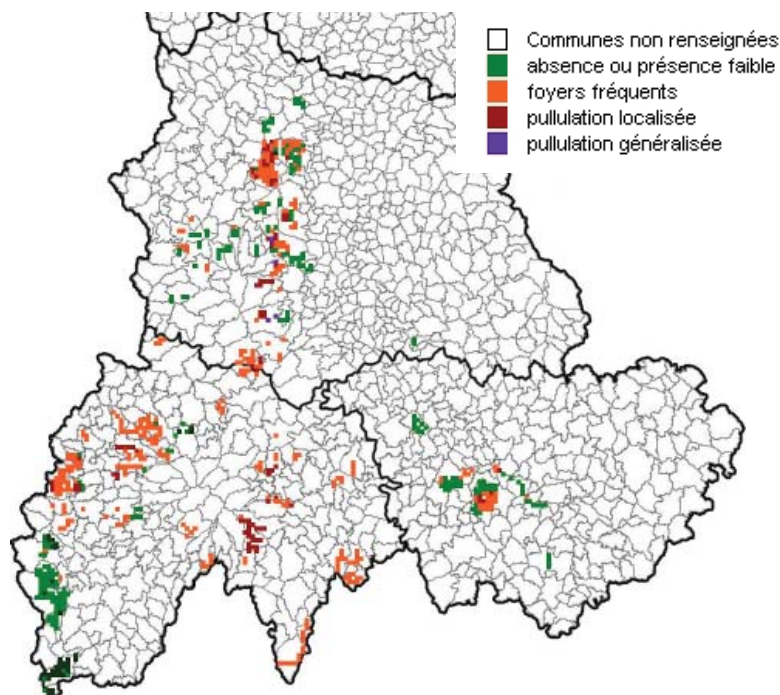 Communes non renseignées
absence ou présence faible
foyers fréquents
pullulation localisée
pullulation généralisée